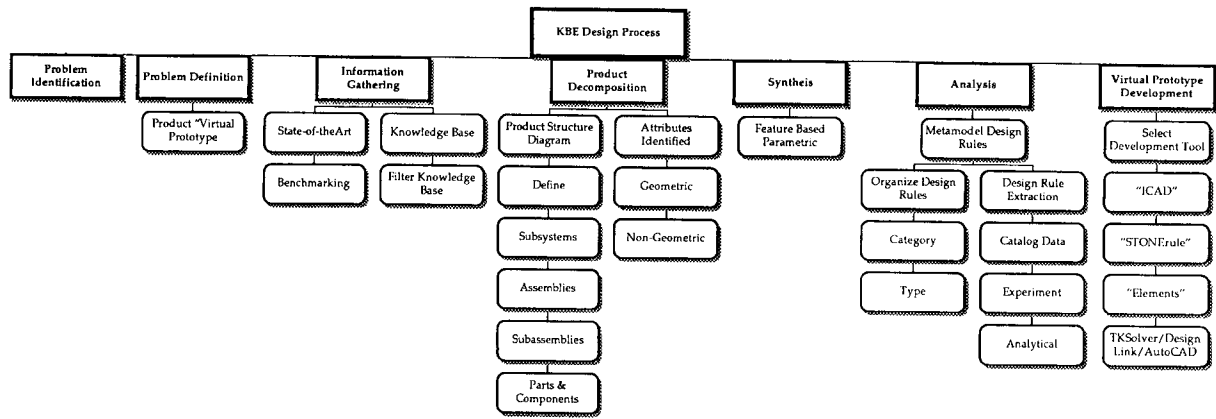 KBE Design Process
Problem
Identification
Problem Definition
Product "Virtual
Prototype
Information
Gathering
State-of-theArt
Benchmarking
Knowledge Base
Filter Knowledge
Base
Product
Decomposition
Product Structure
Diagram
Define
Subsystems
Assemblies
Subassemblies
Parts &
Components
Attributes
Identified
Geometric
Non-Geometric
Syntheis
Feature Based
Parametric
Analysis
Metamodel Design
Rules
Organize Design
Rules
Category
Type
Design Rule
Extraction
Catalog Data
Experiment
Analytical
Virtual Prototype
Development
Select
Development Tool
"ICAD"
"STONErule"
"Elements"
TKSolver/Design
Link/AutoCAD